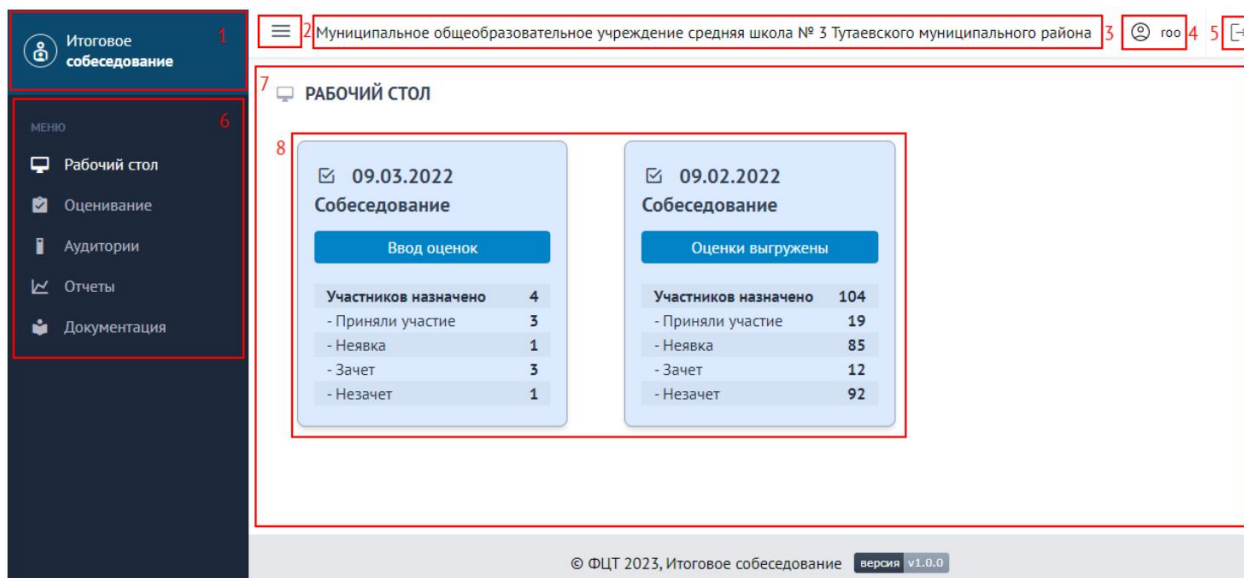 Итоговое
собеседование
1
2
Муниципальное общеобразовательное учреждение средняя школа № 3 Тутаевского муниципального района
3
roo
4
5
6
МЕНЮ
Рабочий стол
Оценивание
Аудитории
Отчеты
Документация
7
РАБОЧИЙ СТОЛ
8
09.03.2022
Собеседование
Ввод оценок
Участников назначено 4
- Приняли участие 3
- Неявка 1
- Зачет 3
- Незачет 1
09.02.2022
Собеседование
Оценки выгружены
Участников назначено 104
- Приняли участие 19
- Неявка 85
- Зачет 12
- Незачет 92
© ФЦТ 2023, Итоговое собеседование версия v1.0.0